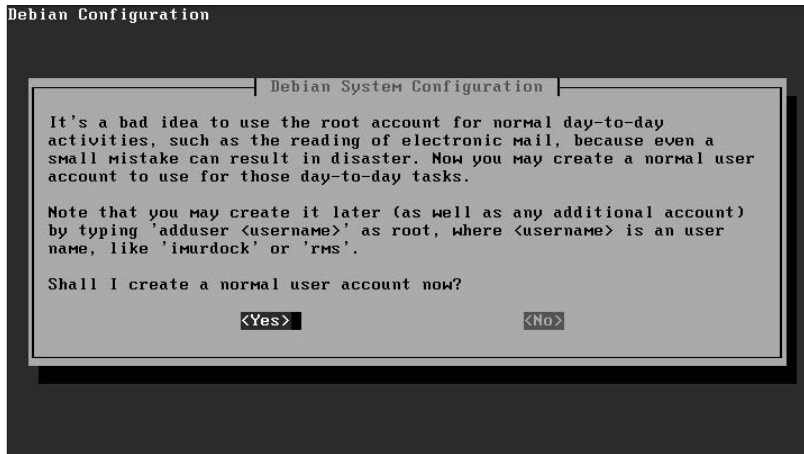 Debian Configuration
Debian System Configuration
It's a bad idea to use the root account for normal day-to-day
activities, such as the reading of electronic mail, because even a
small mistake can result in disaster. Now you may create a normal user
account to use for those day-to-day tasks.
Note that you may create it later (as well as any additional account)
by typing 'adduser <username>' as root, where <username> is an user
name, like 'imurdock' or 'rms'.
Shall I create a normal user account now?
<Yes> <No>